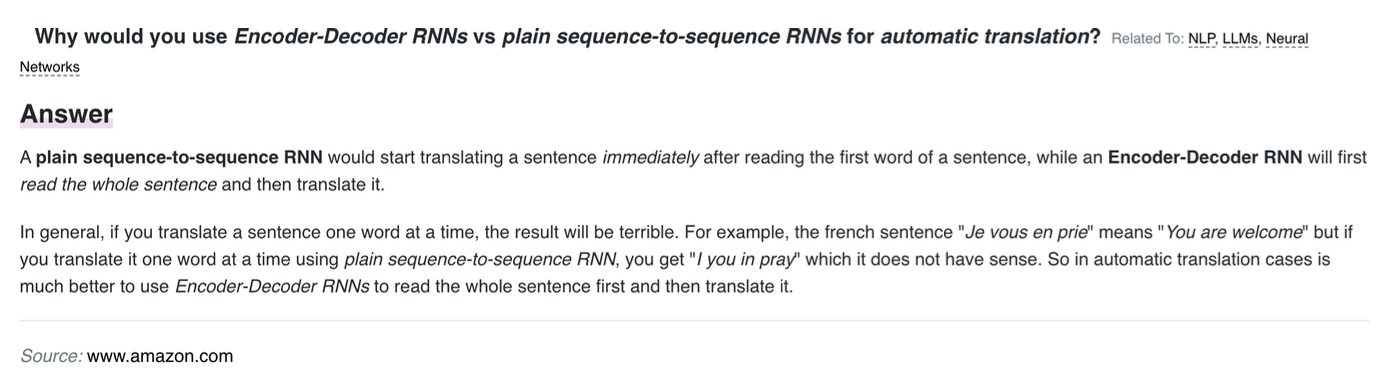 Why would you use Encoder-Decoder RNNs vs plain sequence-to-sequence RNNs for automatic translation? Related To: NLP, LLMs, Neural
Networks
Answer
A plain sequence-to-sequence RNN would start translating a sentence immediately after reading the first word of a sentence, while an Encoder-Decoder RNN will first
read the whole sentence and then translate it.
In general, if you translate a sentence one word at a time, the result will be terrible. For example, the french sentence "Je vous en prie" means "You are welcome" but if
you translate it one word at a time using plain sequence-to-sequence RNN, you get "I you in pray" which it does not have sense. So in automatic translation cases is
much better to use Encoder-Decoder RNNs to read the whole sentence first and then translate it.
Source: www.amazon.com